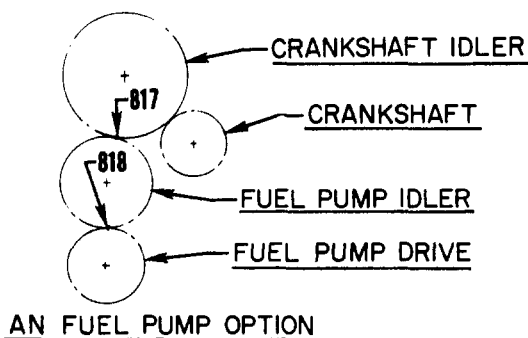 CRANKSHAFT IDLER
817
CRANKSHAFT
818
FUEL PUMP IDLER
FUEL PUMP DRIVE
AN FUEL PUMP OPTION